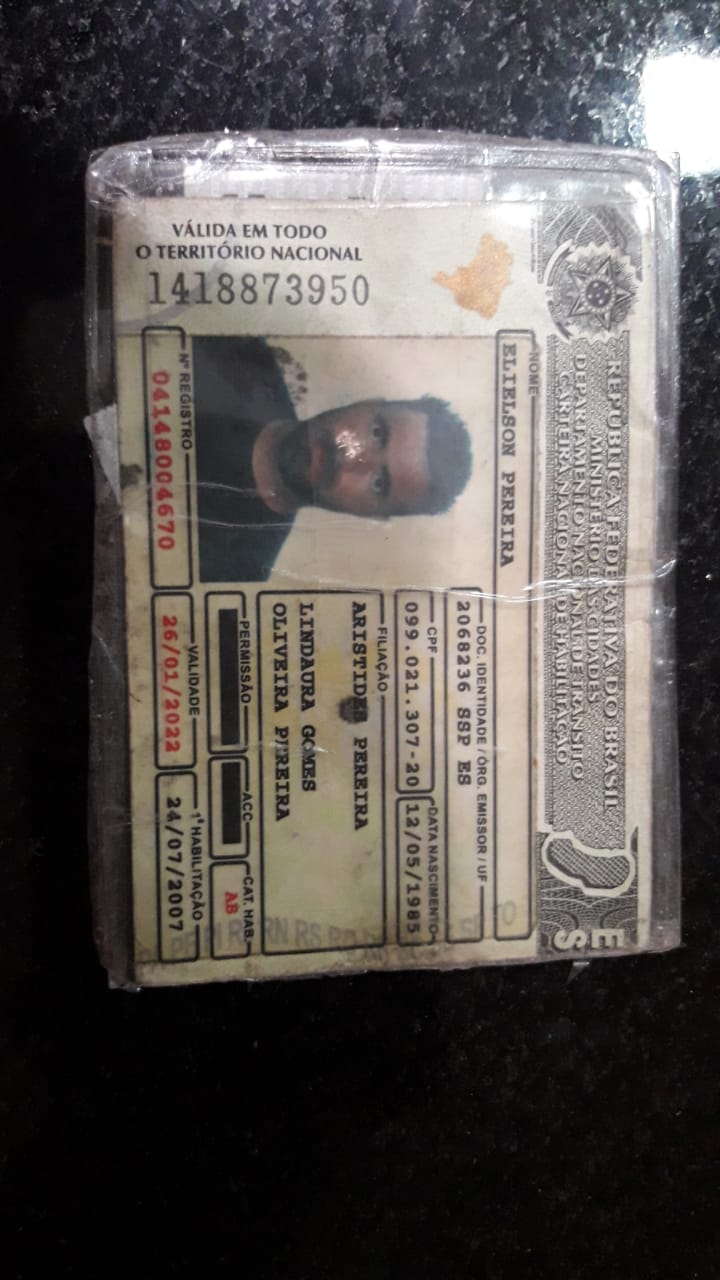 REPÚBLICA FEDERATIVA DO BRASIL
MINISTÉRIO DAS CIDADES
DEPARTAMENTO NACIONAL DE TRÂNSITO
CARTEIRA NACIONAL DE HABILITAÇÃO
ES
VÁLIDA EM TODO
O TERRITÓRIO NACIONAL
1418873950
NOME
ELIELSON PEREIRA
DOC. IDENTIDADE / ÓRG. EMISSOR / UF
2068236 SSP ES
CPF
099.021.307-20
DATA NASCIMENTO
12/05/1985
FILIAÇÃO
ARISTIDES PEREIRA
LINDAURA GOMES
OLIVEIRA PEREIRA
PERMISSÃO
ACC
CAT. HAB.
AB
Nº REGISTRO
04148004670
VALIDADE
26/01/2022
1ª HABILITAÇÃO
24/07/2007